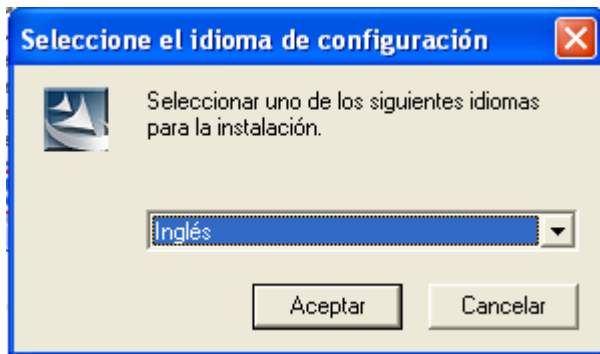 Seleccione el idioma de configuración
Seleccionar uno de los siguientes idiomas
para la instalación.
Inglés
Aceptar
Cancelar